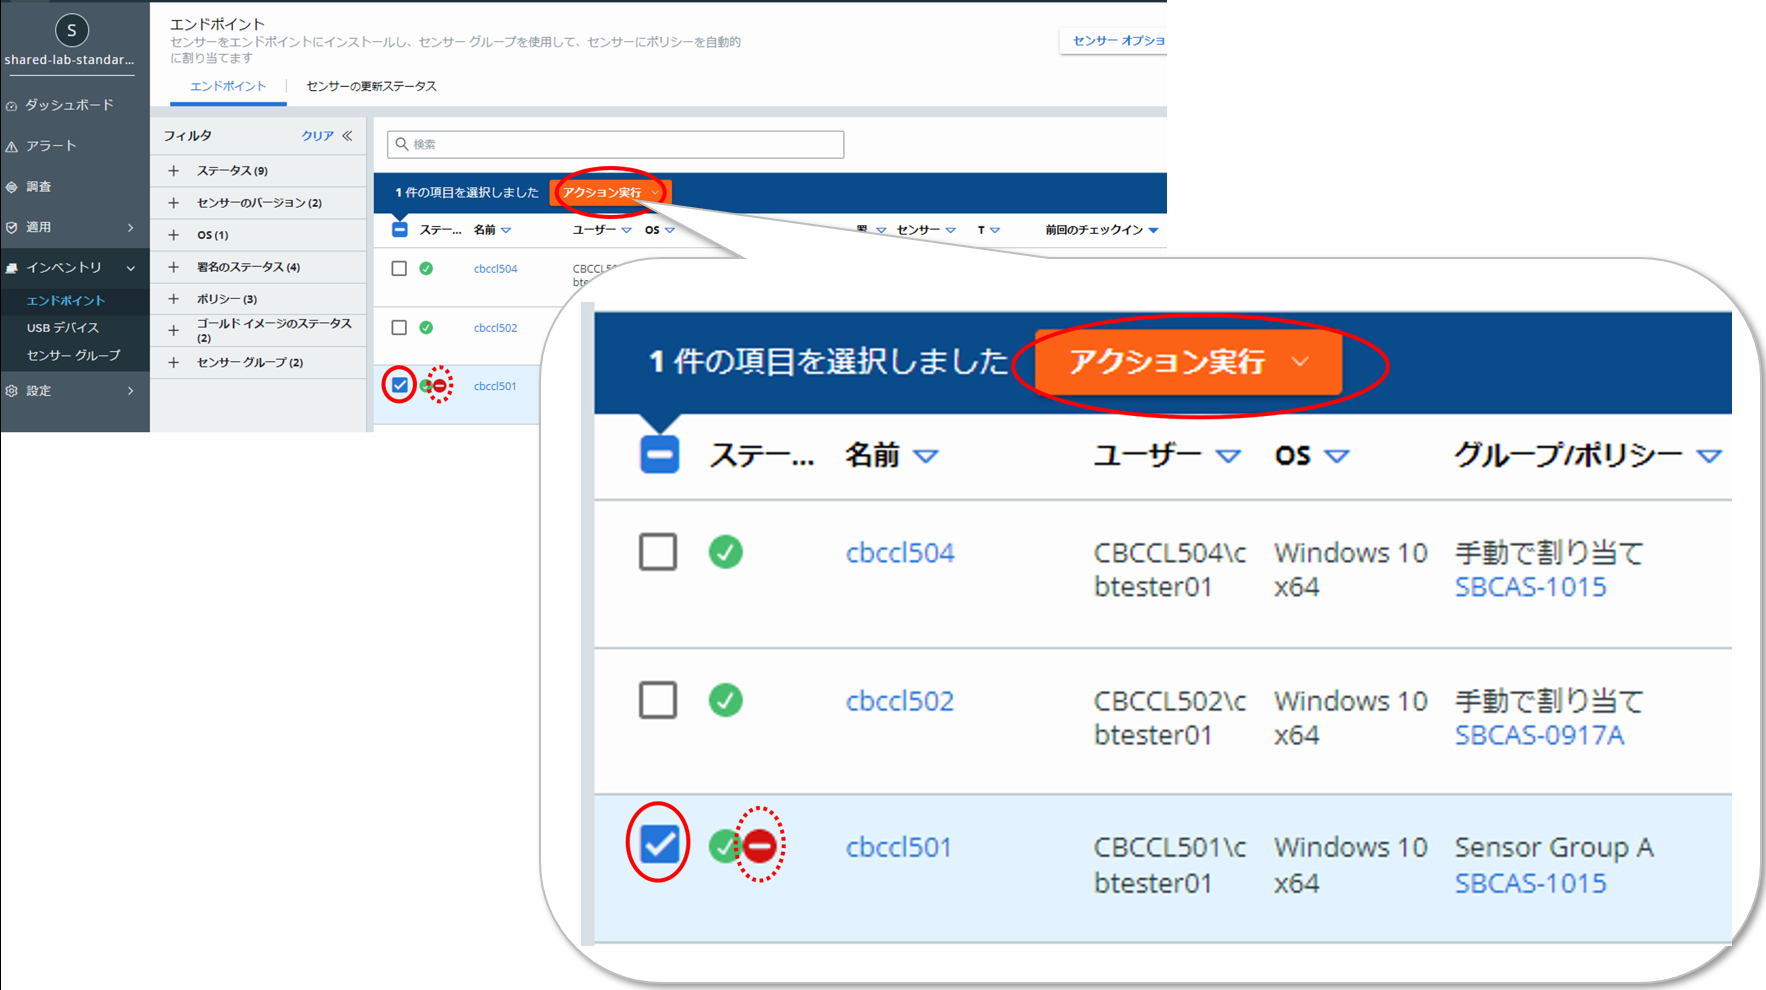 S
shared-lab-standar...
ダッシュボード
アラート
調査
適用
インベントリ
エンドポイント
USB デバイス
センサー グループ
設定
エンドポイント
センサーをエンドポイントにインストールし、センサー グループを使用して、センサーにポリシーを自動的
に割り当てます
センサー オプショ
エンドポイント
センサーの更新ステータス
フィルタ クリア
ステータス (9)
センサーのバージョン (2)
OS (1)
署名のステータス (4)
ポリシー (3)
ゴールド イメージのステータス
(2)
センサー グループ (2)
検索
1 件の項目を選択しました アクション実行
ステー... 名前 ユーザー OS センサー T 前回のチェックイン
cbccl504
cbccl502
cbccl501
1 件の項目を選択しました アクション実行
ステー... 名前 ユーザー OS グループ/ポリシー
cbccl504 CBCCL504\c Windows 10 手動で割り当て
btester01 x64 SBCAS-1015
cbccl502 CBCCL502\c Windows 10 手動で割り当て
btester01 x64 SBCAS-0917A
cbccl501 CBCCL501\c Windows 10 Sensor Group A
btester01 x64 SBCAS-1015